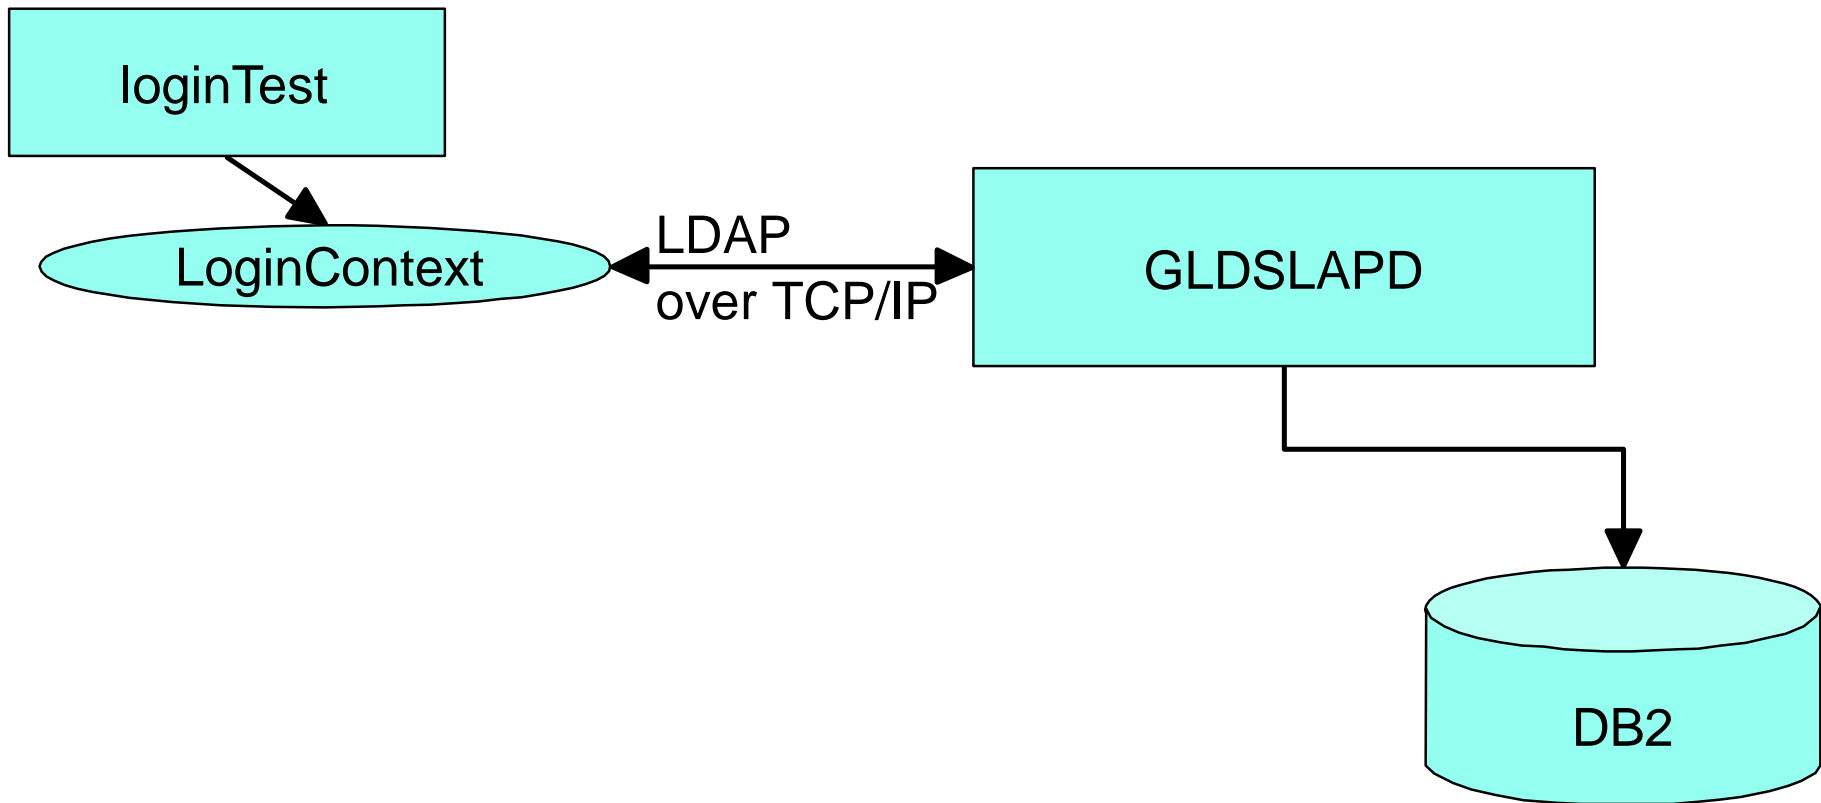 loginTest
LoginContext
LDAP
over TCP/IP
GLDSLAPD
DB2